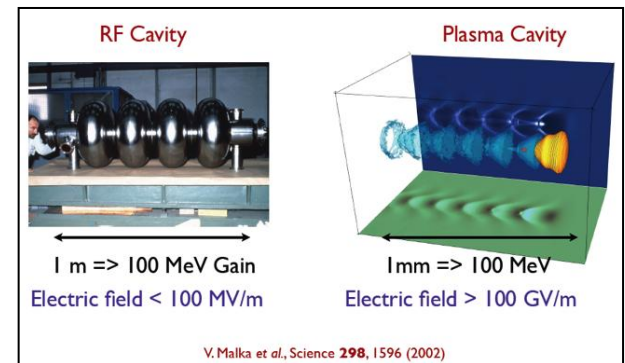 RF Cavity
Plasma Cavity
1 m => 100 MeV Gain
Electric field < 100 MV/m
1mm => 100 MeV
Electric field > 100 GV/m
V. Malka et al., Science 298, 1596 (2002)